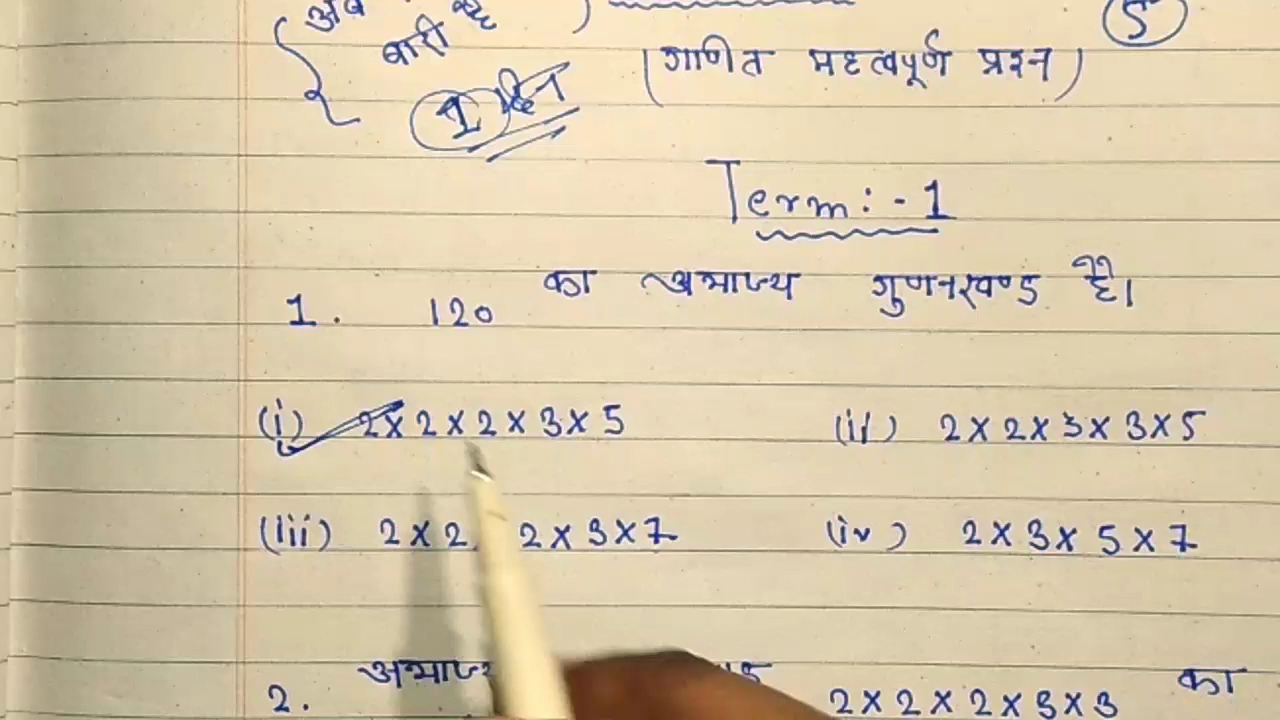 अब
बारी है
1 दिन
5
(गणित महत्वपूर्ण प्रश्न)
Term:-1
1. 120 का अभाज्य गुणनखण्ड है।
(i) 2×2×2×3×5 (ii) 2×2×3×3×5
(iii) 2×2 2×3×7 (iv) 2×3×5×7
2. 2×2×2×3×3 का